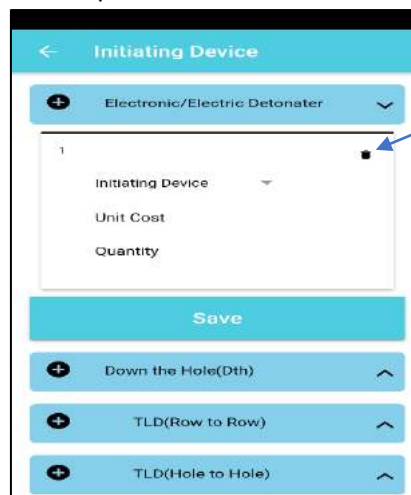 Initiating Device
Electronic/Electric Detonater
1
Initiating Device
Unit Cost
Quantity
Save
Down the Hole(Dth)
TLD(Row to Row)
TLD(Hole to Hole)